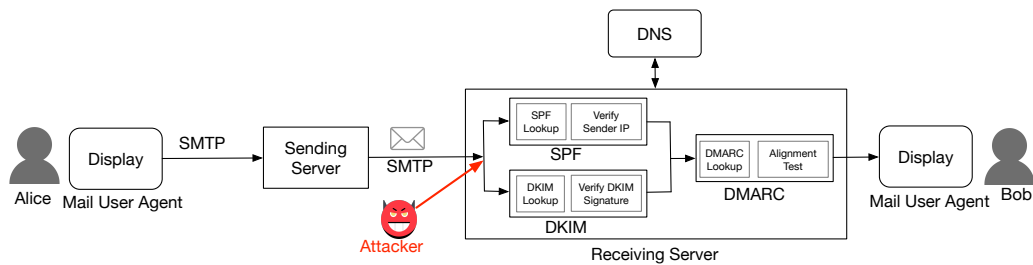 DNS
SPF
Lookup
Verify
Sender IP
SPF
SMTP
Display
Sending
Server
SMTP
DMARC
Lookup
Alignment
Test
DMARC
Display
Alice
Mail User Agent
DKIM
Lookup
Verify DKIM
Signature
DKIM
Attacker
Mail User Agent
Bob
Receiving Server